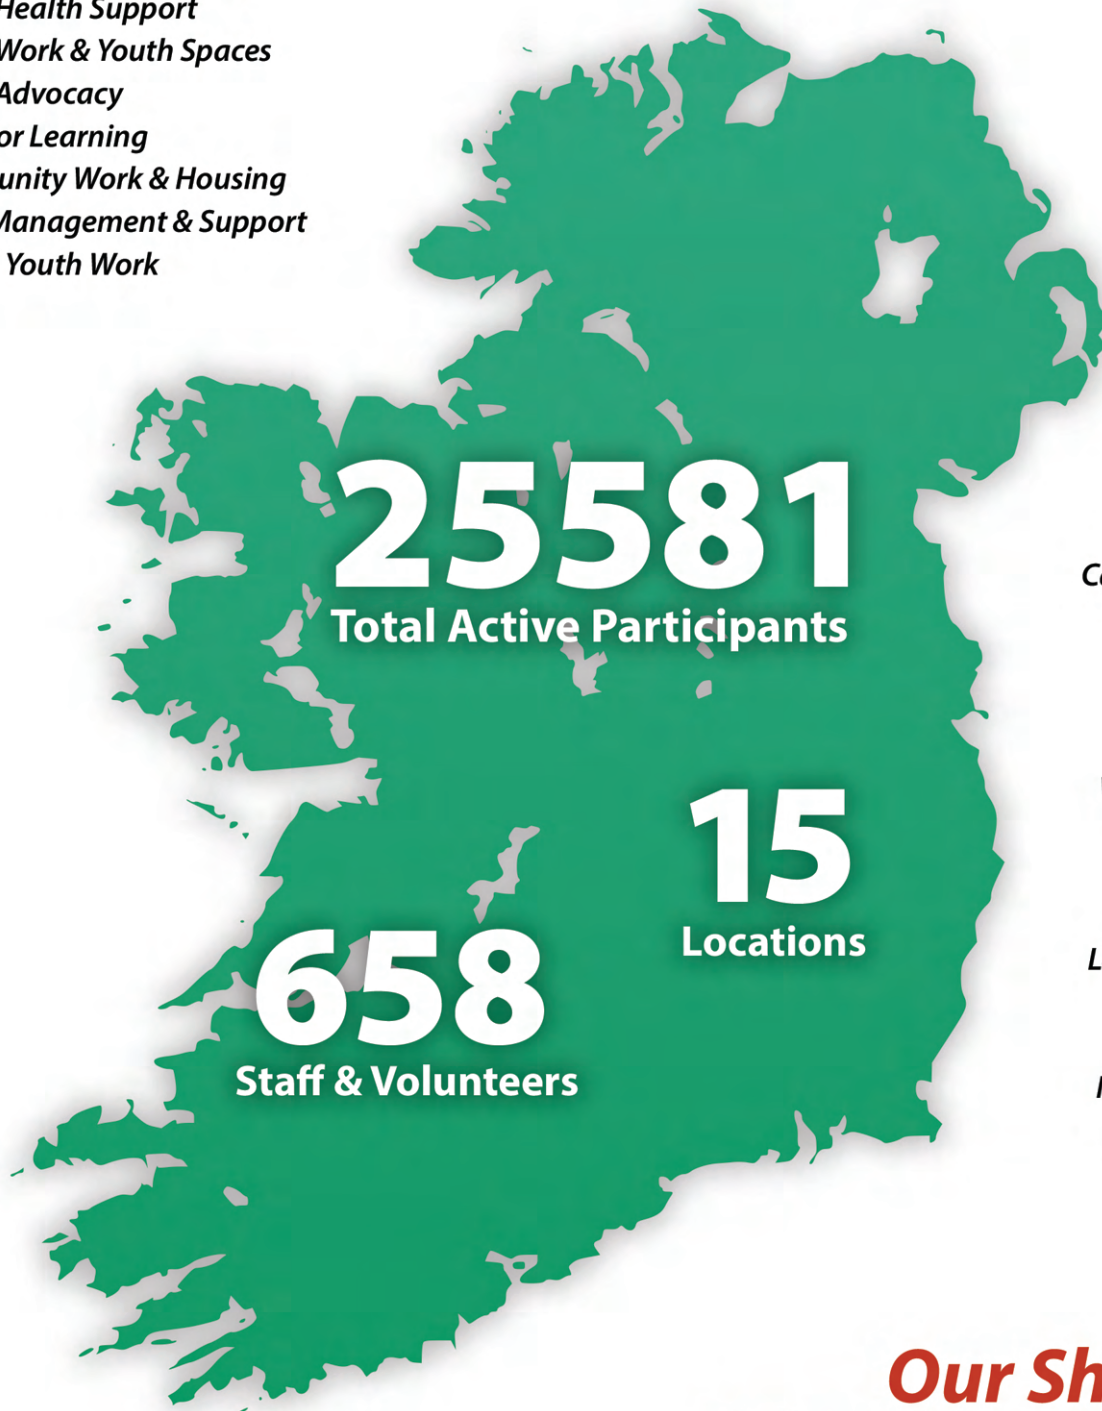 Health Support
Work & Youth Spaces
Advocacy
or Learning
unity Work & Housing
Management & Support
Youth Work
25581
Total Active Participants
15
Locations
658
Staff & Volunteers
Our Sh